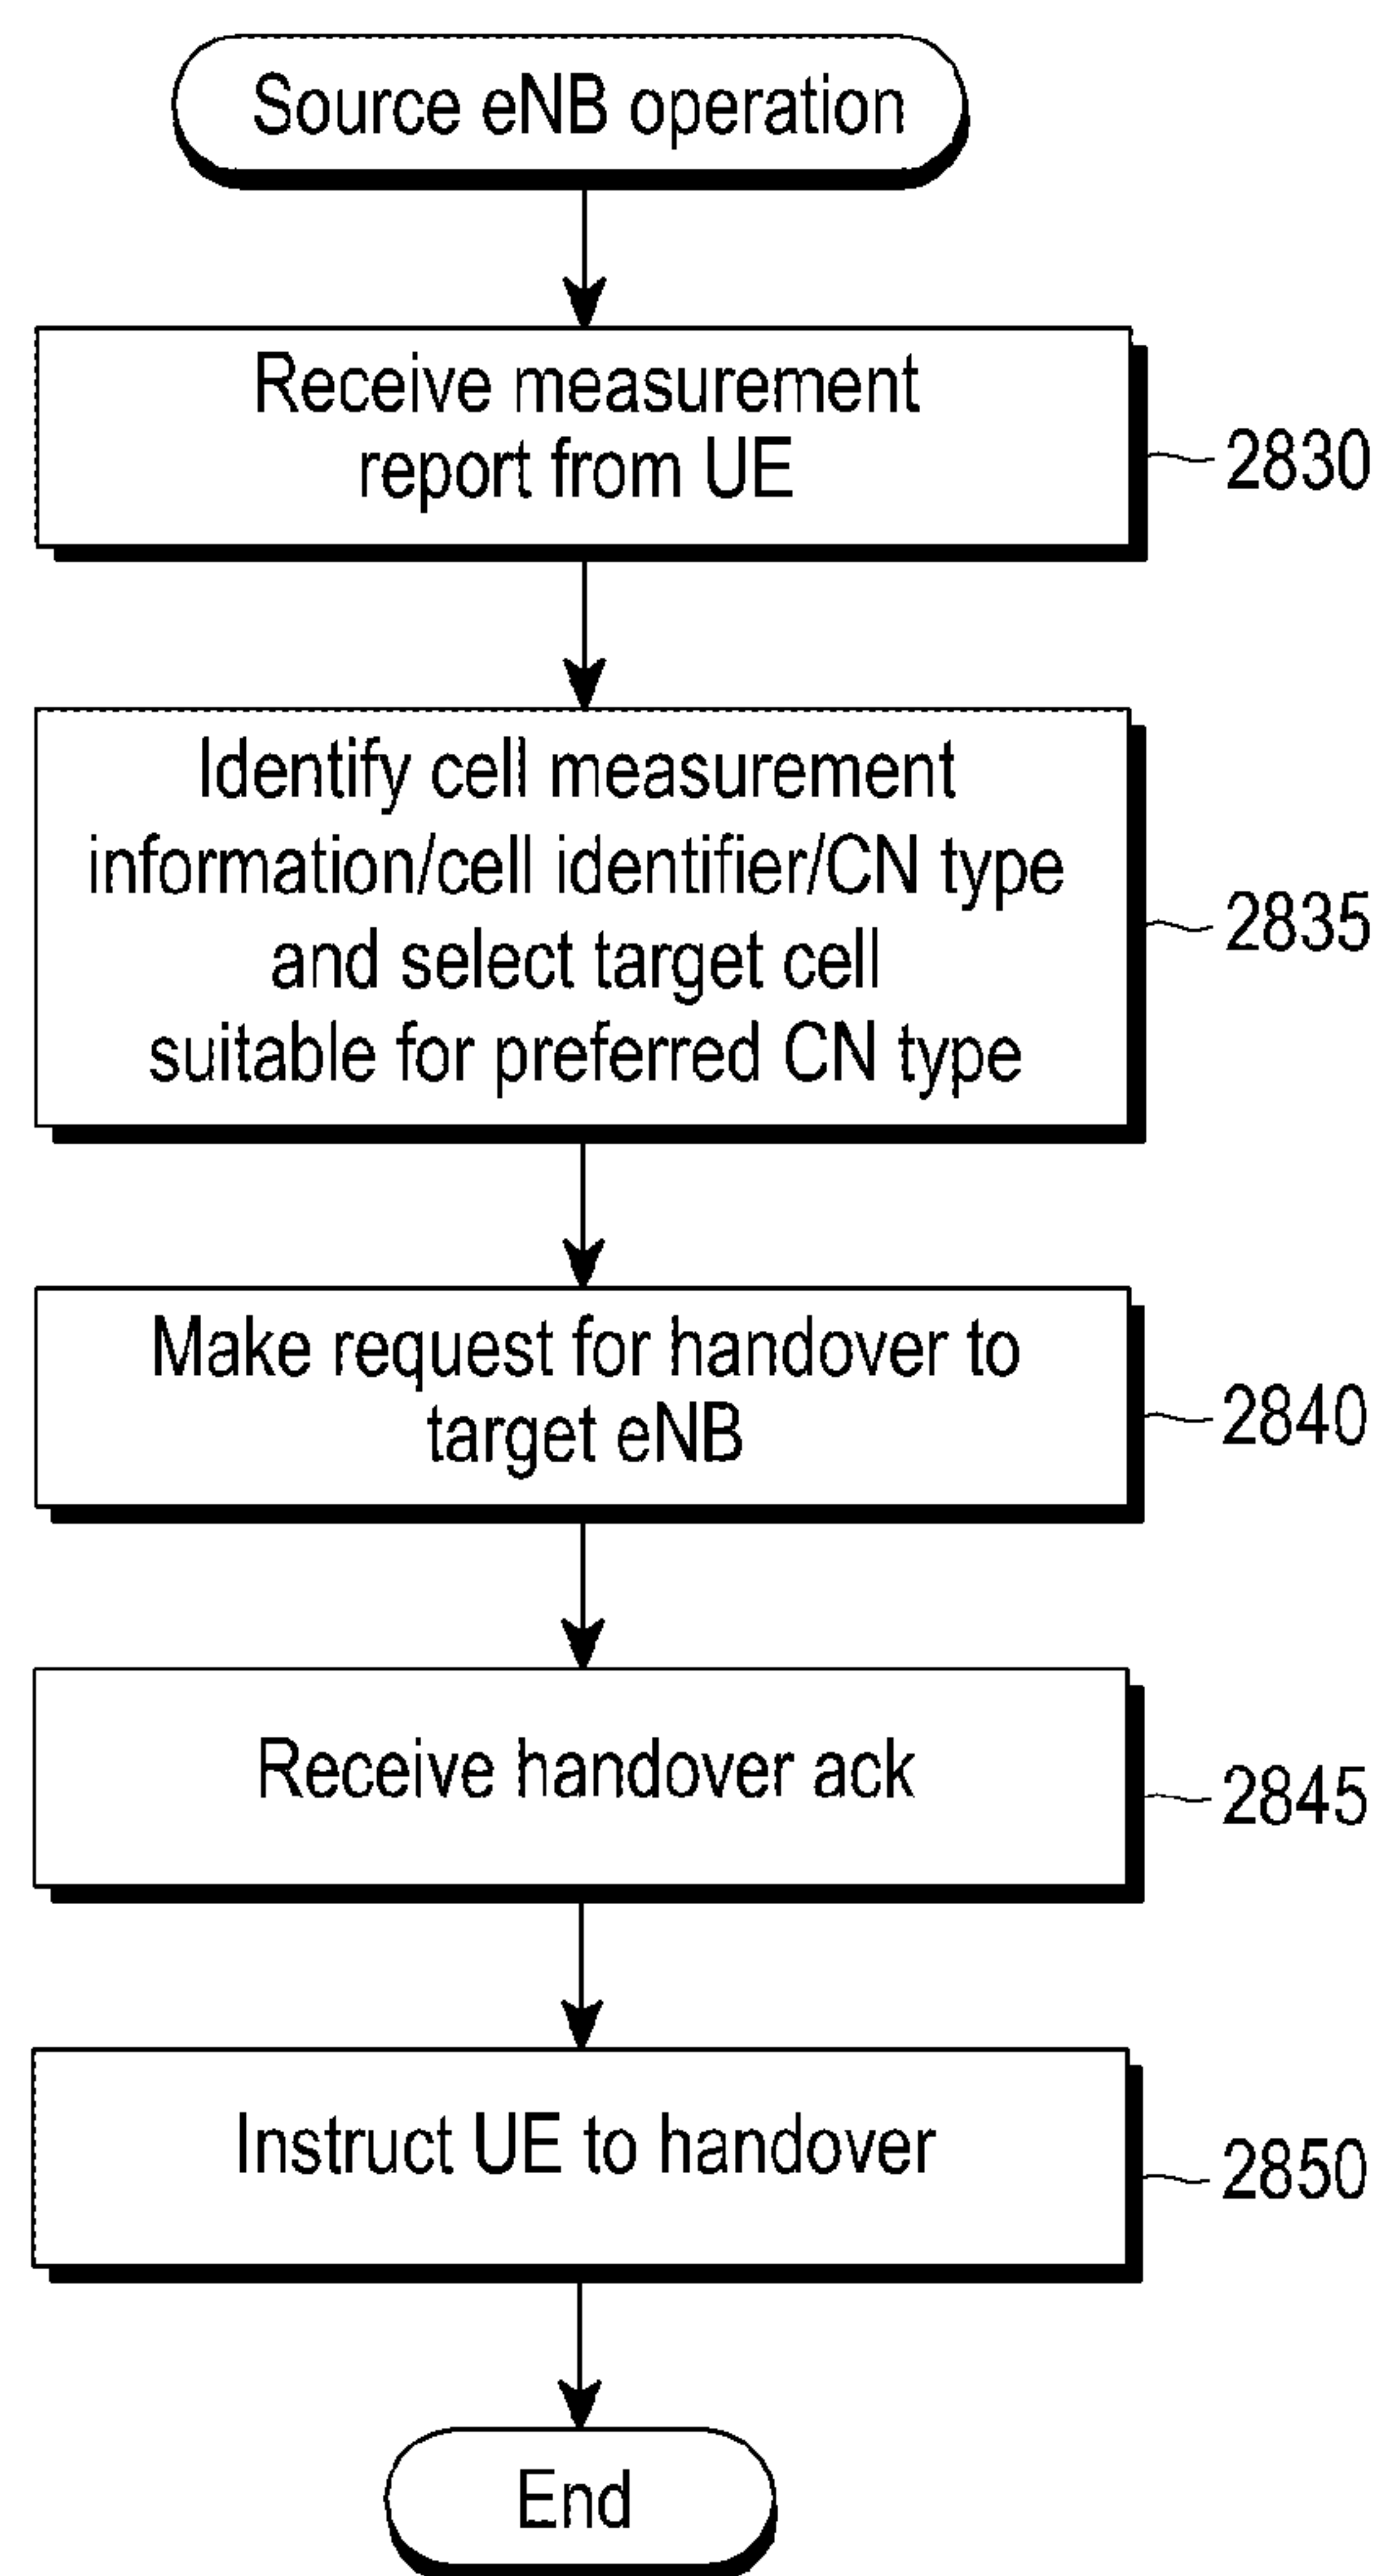 Source eNB operation
Receive measurement
report from UE
2830
Identify cell measurement
information/cell identifier/CN type
and select target cell
suitable for preferred CN type
2835
Make request for handover to
target eNB
2840
Receive handover ack
2845
Instruct UE to handover
2850
End